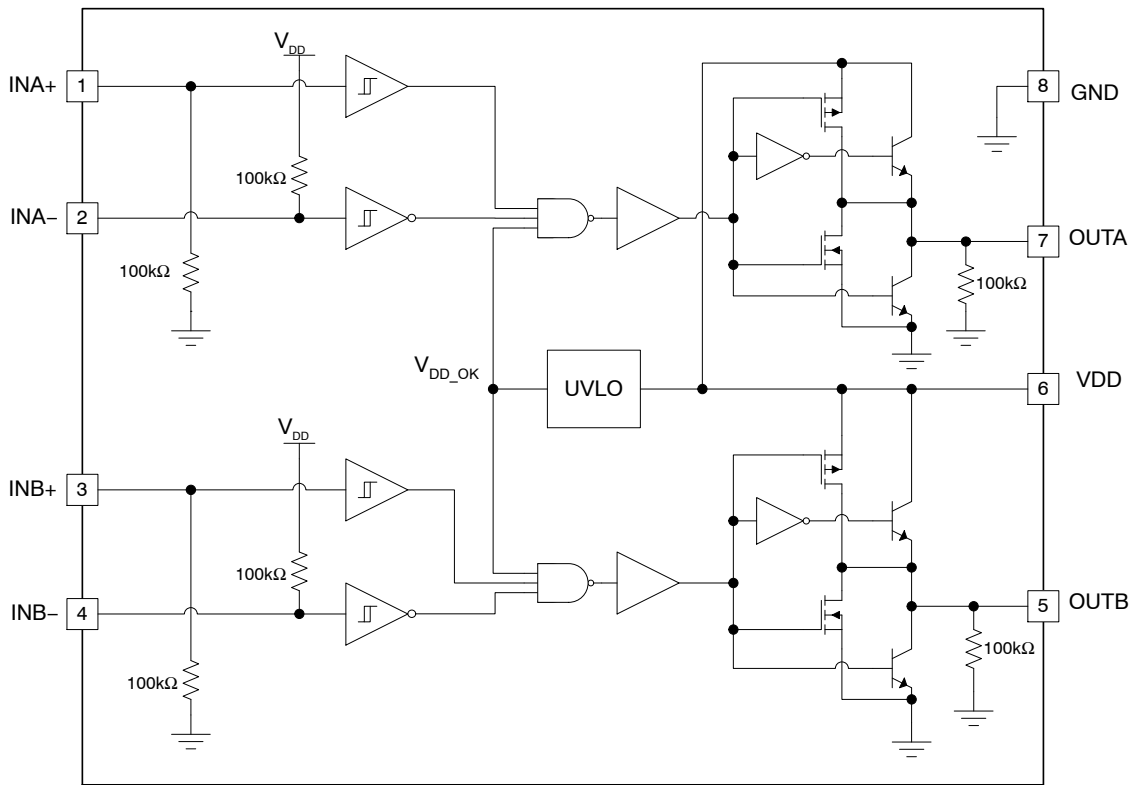 V_DD
INA+ 1
8 GND
100kΩ
INA− 2
7 OUTA
100kΩ
100kΩ
V_DD_OK
UVLO
6 VDD
V_DD
INB+ 3
100kΩ
INB− 4
5 OUTB
100kΩ
100kΩ